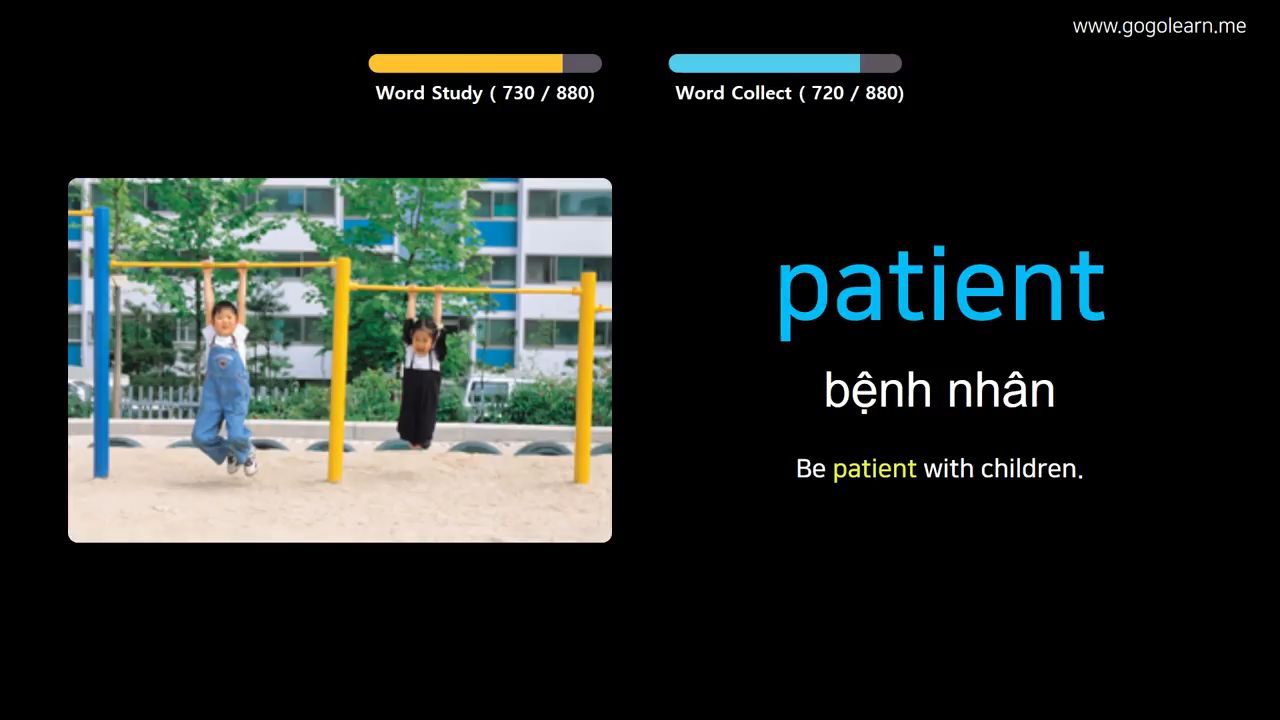 www.gogolearn.me
Word Study ( 730 / 880)
Word Collect ( 720 / 880)
patient
bệnh nhân
Be patient with children.